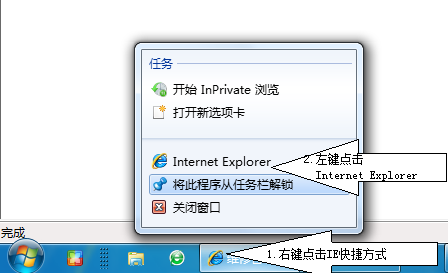 任务
开始 InPrivate 浏览
打开新选项卡
Internet Explorer
2.左键点击
Internet Explorer
将此程序从任务栏解锁
关闭窗口
完成
1.右键点击IE快捷方式